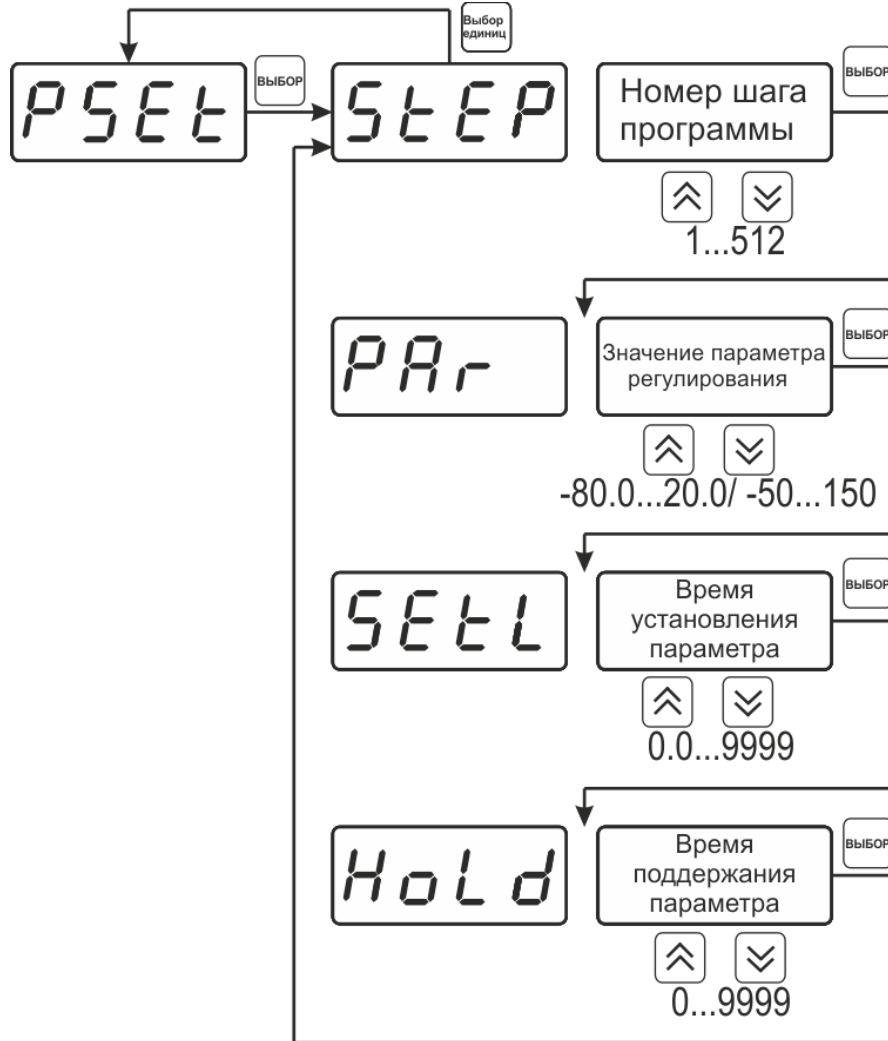 Выбор
единиц
PSEt
ВЫБОР
StEP
Номер шага
программы
ВЫБОР
1...512
PAr
Значение параметра
регулирования
ВЫБОР
-80.0...20.0/ -50...150
SEtL
Время
установления
параметра
ВЫБОР
0.0...9999
HoLd
Время
поддержания
параметра
ВЫБОР
0...9999